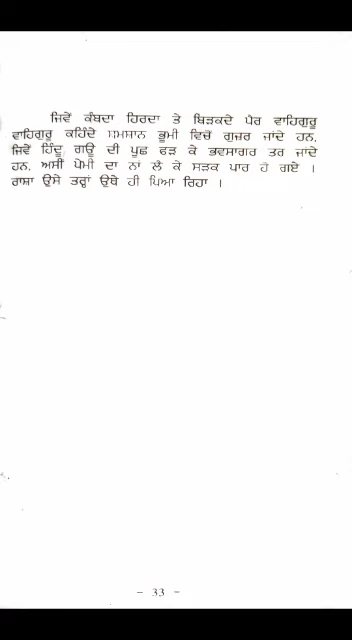 ਜਿਵੇਂ ਕੰਬਦਾ ਹਿਰਦਾ ਤੇ ਥਿੜਕਦੇ ਪੈਰ ਵਾਹਿਗੁਰੂ
ਵਾਹਿਗੁਰੂ ਕਹਿੰਦੇ ਸ਼ਮਸ਼ਾਨ ਭੂਮੀ ਵਿਚੋਂ ਗੁਜ਼ਰ ਜਾਂਦੇ ਹਨ,
ਜਿਵੇਂ ਹਿੰਦੂ ਗਊ ਦੀ ਪੂਛ ਫੜ ਕੇ ਭਵਸਾਗਰ ਤਰ ਜਾਂਦੇ
ਹਨ, ਅਸੀਂ ਪੇਮੀ ਦਾ ਨਾਂ ਲੈ ਕੇ ਸੜਕ ਪਾਰ ਹੋ ਗਏ ।
ਰਾਸ਼ਾ ਉਸੇ ਤਰ੍ਹਾਂ ਉਥੇ ਹੀ ਪਿਆ ਰਿਹਾ ।
- 33 -